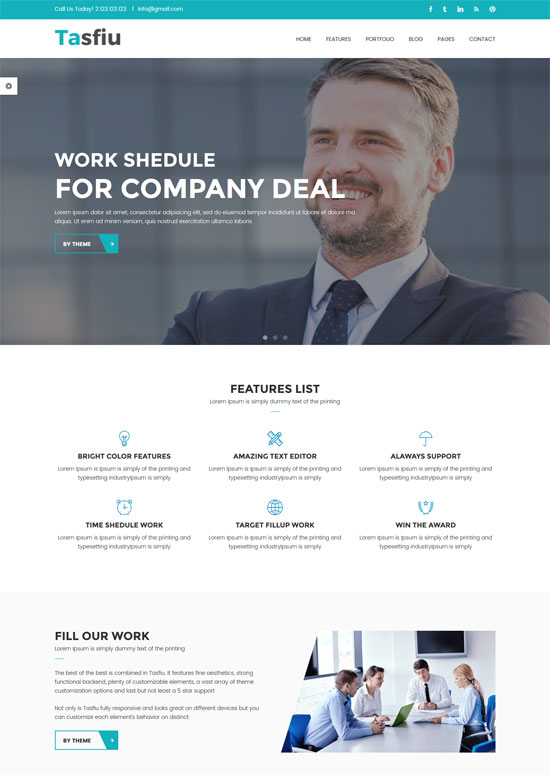 Call Us Today! 2.123.123.123 | info@gmail.com
Tasfiu
HOME FEATURES PORTFOLIO BLOG PAGES CONTACT
WORK SHEDULE
FOR COMPANY DEAL
Lorem ipsum dolor sit amet, consectetur adipisicing elit, sed do eiusmod tempor incididunt ut labore et dolore ma
aliqua. Ut enim ad minim veniam, quis nostrud exercitation ullamco laboris
BY THEME
FEATURES LIST
Lorem Ipsum is simply dummy text of the printing
BRIGHT COLOR FEATURES
Lorem Ipsum is Ipsum is simply of the printing and
typesetting industryIpsum is simply
AMAZING TEXT EDITOR
Lorem Ipsum is Ipsum is simply of the printing and
typesetting industryIpsum is simply
ALAWAYS SUPPORT
Lorem Ipsum is Ipsum is simply of the printing and
typesetting industryIpsum is simply
TIME SHEDULE WORK
Lorem Ipsum is Ipsum is simply of the printing and
typesetting industryIpsum is simply
TARGET FILLUP WORK
Lorem Ipsum is Ipsum is simply of the printing and
typesetting industryIpsum is simply
WIN THE AWARD
Lorem Ipsum is Ipsum is simply of the printing and
typesetting industryIpsum is simply
FILL OUR WORK
Lorem Ipsum is simply dummy text of the printing
The best of the best is combined in Tasfiu. It features fine aesthetics, strong
functional backend, plenty of customizable elements, a vast array of theme
customization options and last but not least a 5 star support
Not only is Tasfiu fully responsive and looks great on different devices but you
can customize each element's behavior on distinct
BY THEME